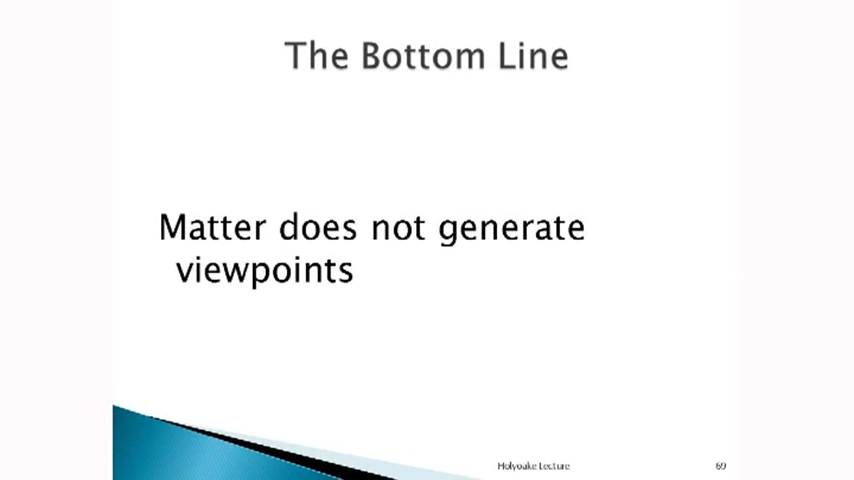 The Bottom Line
Matter does not generate
viewpoints
Holyoake Lecture
69